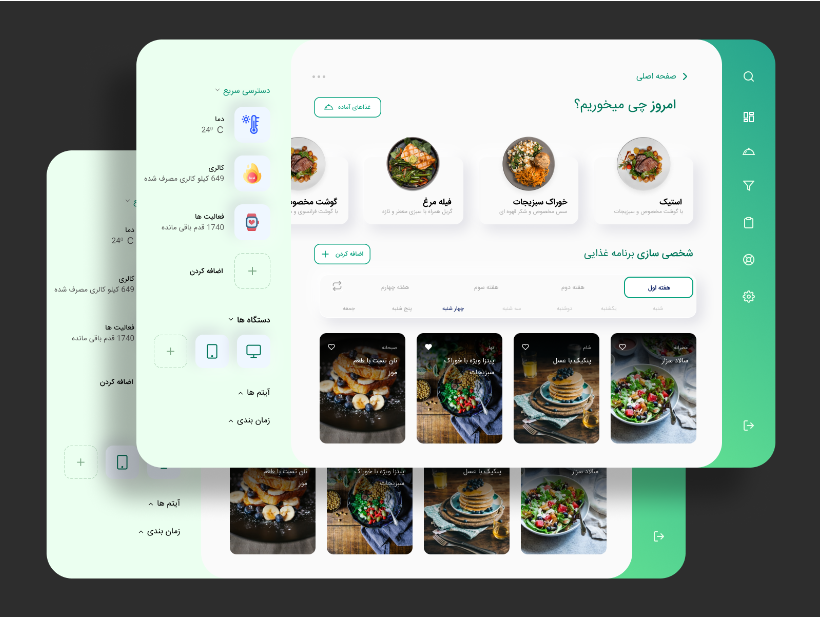 صفحه اصلی
امروز چی میخوریم؟
غذاهای آماده
استیک
با گوشت مخصوص و سبزیجات
خوراک سبزیجات
سس مخصوص و شکر قهوه ای
فیله مرغ
گرین همراه با سبزی معطر و تازه
گوشت مخصوص
با گوشت فرانسوی و
شخصی سازی برنامه غذایی
اضافه کردن
هفته اول
هفته دوم
هفته سوم
هفته چهارم
شنبه
یکشنبه
دوشنبه
سه شنبه
چهار شنبه
پنج شنبه
جمعه
عصرانه
سالاد سزار
شام
پنکیک با عسل
نهار
پیتزا ویژه با خوراک
سبزیجات
صبحانه
نان تست با طعم
موز
دسترسی سریع
دما
24° C
کالری
649 کیلو کالری مصرف شده
فعالیت ها
1740 قدم باقی مانده
اضافه کردن
دستگاه ها
آیتم ها
زمان بندی
دما
24° C
کالری
649 کیلو کالری مصرف شده
فعالیت ها
1740 قدم باقی مانده
اضافه کردن
آیتم ها
زمان بندی
سالاد سزار
پنکیک با عسل
پیتزا ویژه با خوراک
سبزیجات
نان تست با طعم
موز